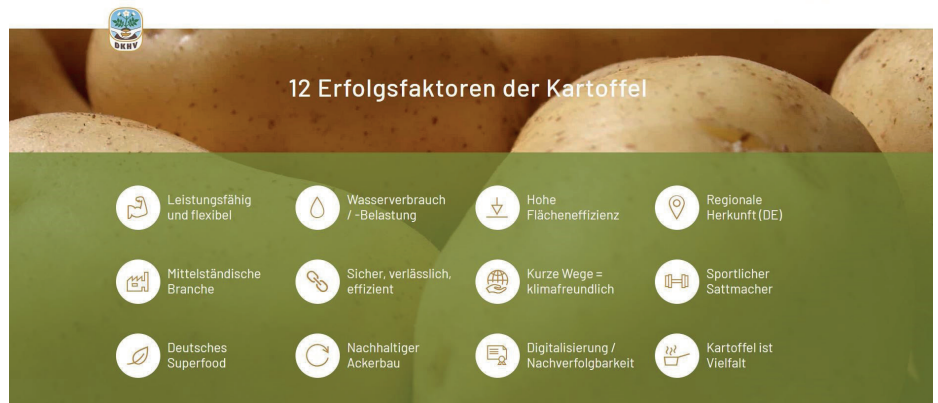 DKHV
12 Erfolgsfaktoren der Kartoffel
Leistungsfähig
und flexibel
Wasserverbrauch
/ -Belastung
Hohe
Flächeneffizienz
Regionale
Herkunft (DE)
Mittelständische
Branche
Sicher, verlässlich,
effizient
Kurze Wege =
klimafreundlich
Sportlicher
Sattmacher
Deutsches
Superfood
Nachhaltiger
Ackerbau
Digitalisierung /
Nachverfolgbarkeit
Kartoffel ist
Vielfalt